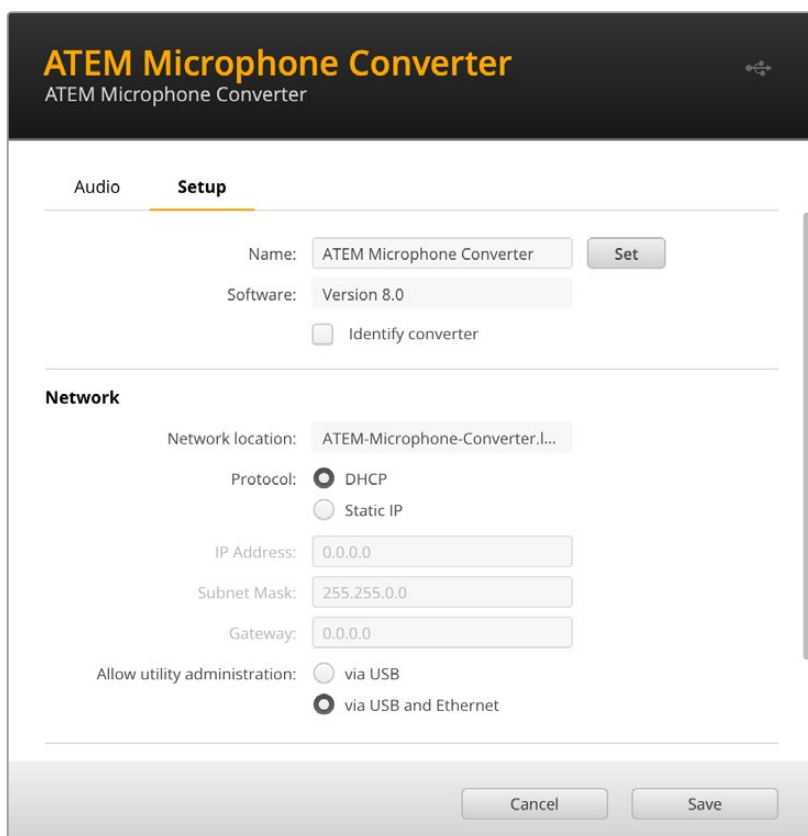 ATEM Microphone Converter
ATEM Microphone Converter
Audio Setup
Name: ATEM Microphone Converter Set
Software: Version 8.0
Identify converter
Network
Network location: ATEM-Microphone-Converter.l...
Protocol: DHCP
Static IP
IP Address: 0.0.0.0
Subnet Mask: 255.255.0.0
Gateway: 0.0.0.0
Allow utility administration: via USB
via USB and Ethernet
Cancel Save